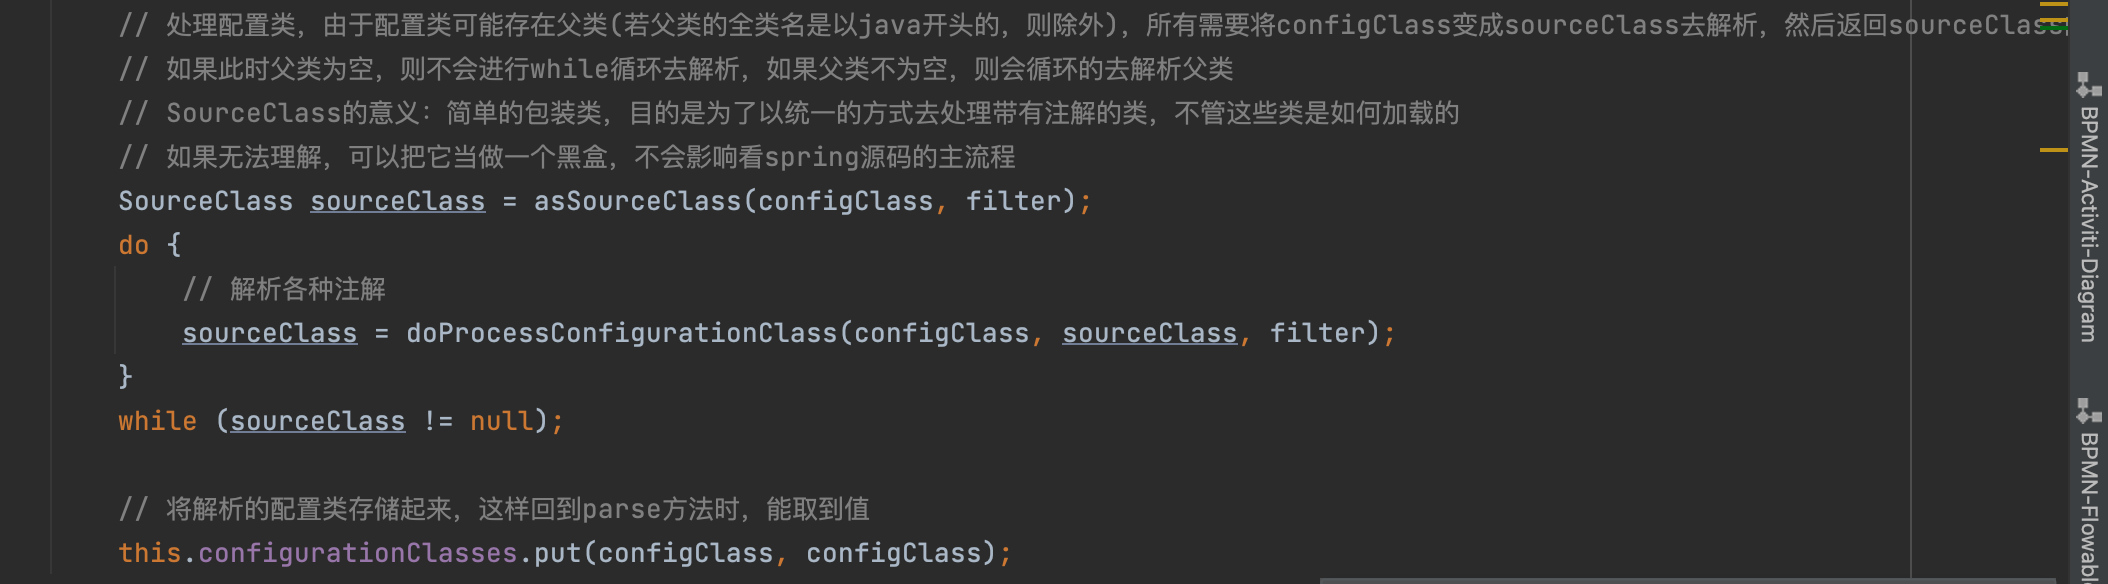 // 处理配置类，由于配置类可能存在父类(若父类的全类名是以java开头的，则除外)，所有需要将configClass变成sourceClass去解析，然后返回sourceClass
// 如果此时父类为空，则不会进行while循环去解析，如果父类不为空，则会循环的去解析父类
// SourceClass的意义：简单的包装类，目的是为了以统一的方式去处理带有注解的类，不管这些类是如何加载的
// 如果无法理解，可以把它当做一个黑盒，不会影响看spring源码的主流程
SourceClass sourceClass = asSourceClass(configClass, filter);
do {
// 解析各种注解
sourceClass = doProcessConfigurationClass(configClass, sourceClass, filter);
}
while (sourceClass != null);
// 将解析的配置类存储起来，这样回到parse方法时，能取到值
this.configurationClasses.put(configClass, configClass);
BPMN-Activiti-Diagram
BPMN-Flowabl